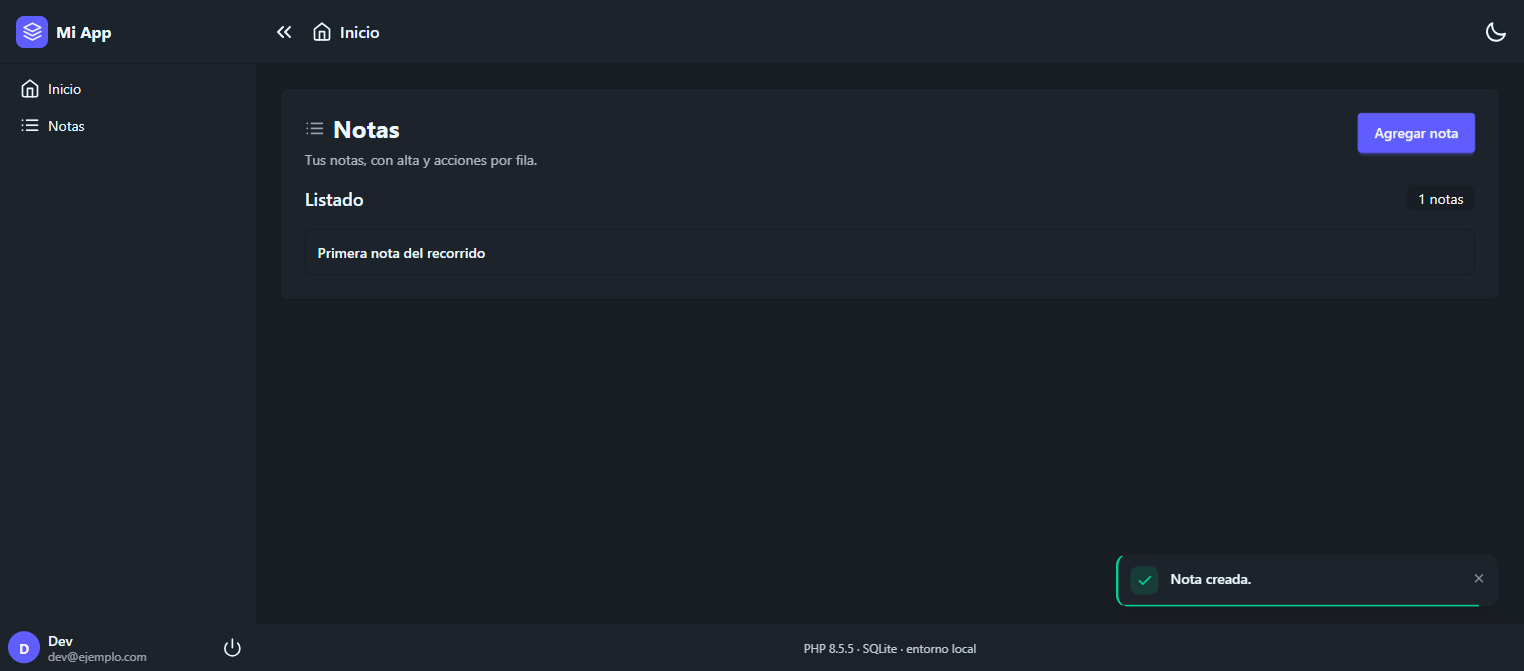 Mi App
Inicio
Inicio
Notas
Notas
Agregar nota
Tus notas, con alta y acciones por fila.
Listado
1 notas
Primera nota del recorrido
Nota creada.
D
Dev
dev@ejemplo.com
PHP 8.5.5 · SQLite · entorno local